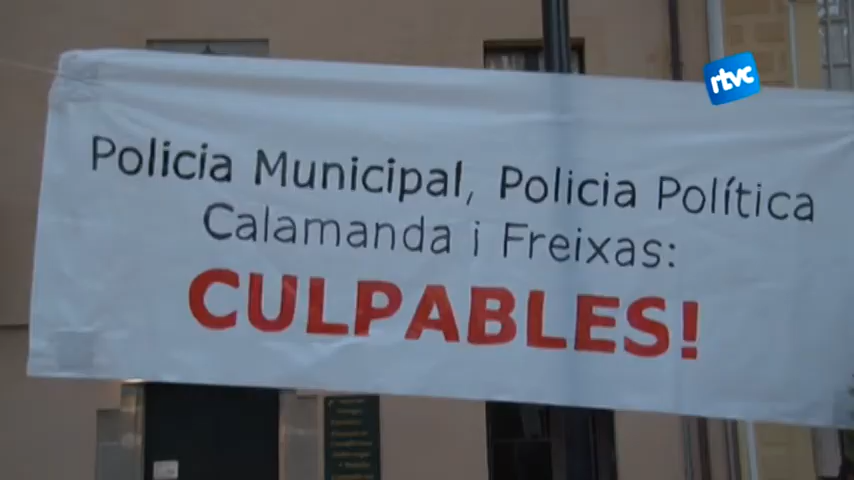 rtvc
Policia Municipal, Policia Política
Calamanda i Freixas:
CULPABLES!